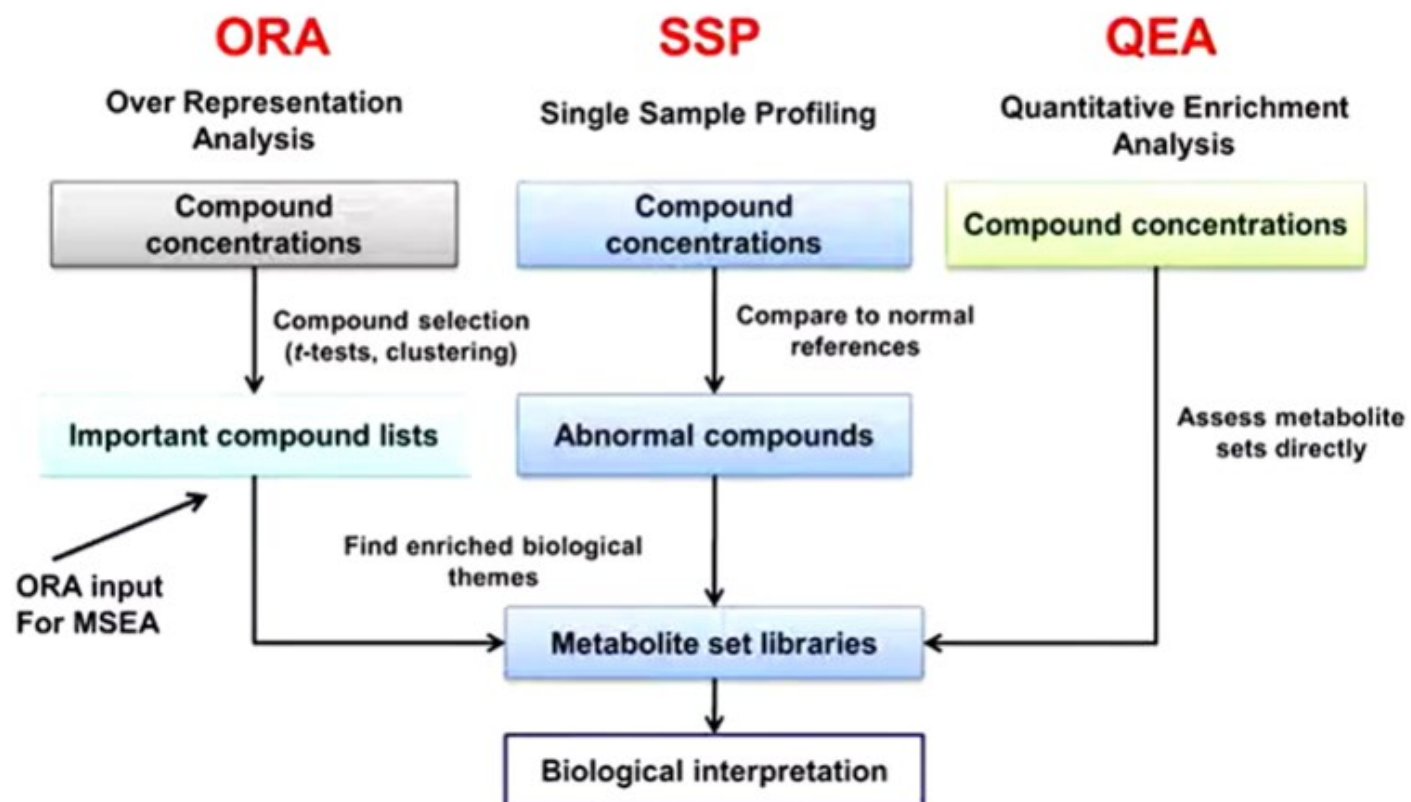 ORA
Over Representation
Analysis
Compound
concentrations
Compound selection
(t-tests, clustering)
Important compound lists
ORA input
For MSEA
SSP
Single Sample Profiling
Compound
concentrations
Compare to normal
references
Abnormal compounds
Find enriched biological
themes
QEA
Quantitative Enrichment
Analysis
Compound concentrations
Assess metabolite
sets directly
Metabolite set libraries
Biological interpretation